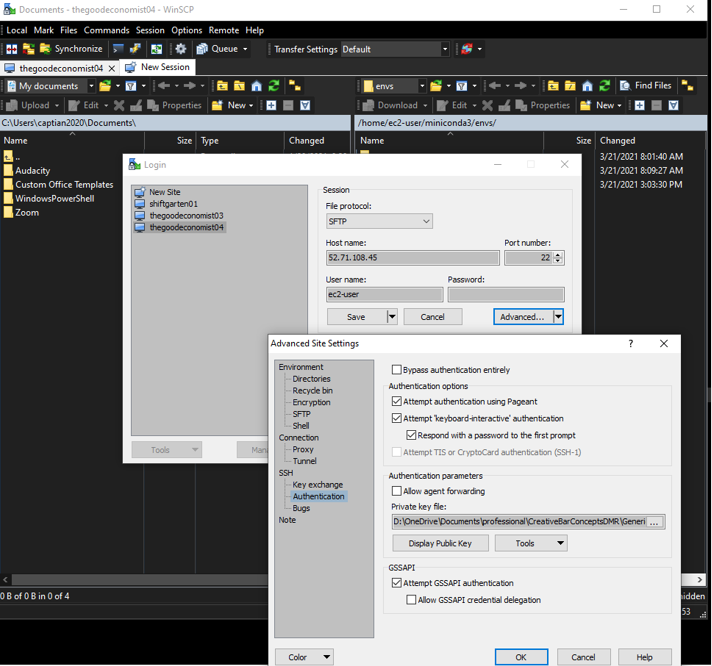 Documents - thegoodeconomist04 - WinSCP
Local Mark Files Commands Session Options Remote Help
Synchronize Queue Transfer Settings Default
thegoodeconomist04 New Session
My documents envs Find Files
Upload Edit Properties New Download Edit Properties New
C:\Users\captian2020\Documents\ /home/ec2-user/miniconda3/envs/
Name Size Type Changed Name Size Changed
..
Audacity
Custom Office Templates
WindowsPowerShell
Zoom
3/21/2021 8:01:40 AM
3/21/2021 8:09:27 AM
3/21/2021 3:03:30 PM
Login
New Site
shiftgarten01
thegoodeconomist03
thegoodeconomist04
Session
File protocol:
SFTP
Host name: Port number:
52.71.108.45 22
User name: Password:
ec2-user
Save Cancel Advanced...
Tools Man
Advanced Site Settings ?
Environment
Directories
Recycle bin
Encryption
SFTP
Shell
Connection
Proxy
Tunnel
SSH
Key exchange
Authentication
Bugs
Note
Bypass authentication entirely
Authentication options
Attempt authentication using Pageant
Attempt 'keyboard-interactive' authentication
Respond with a password to the first prompt
Attempt TIS or CryptoCard authentication (SSH-1)
Authentication parameters
Allow agent forwarding
Private key file:
D:\OneDrive\Documents\professional\CreativeBarConceptsDMR\Generi ...
Display Public Key Tools
GSSAPI
Attempt GSSAPI authentication
Allow GSSAPI credential delegation
Color OK Cancel Help
0 B of 0 B in 0 of 4 hidden
53